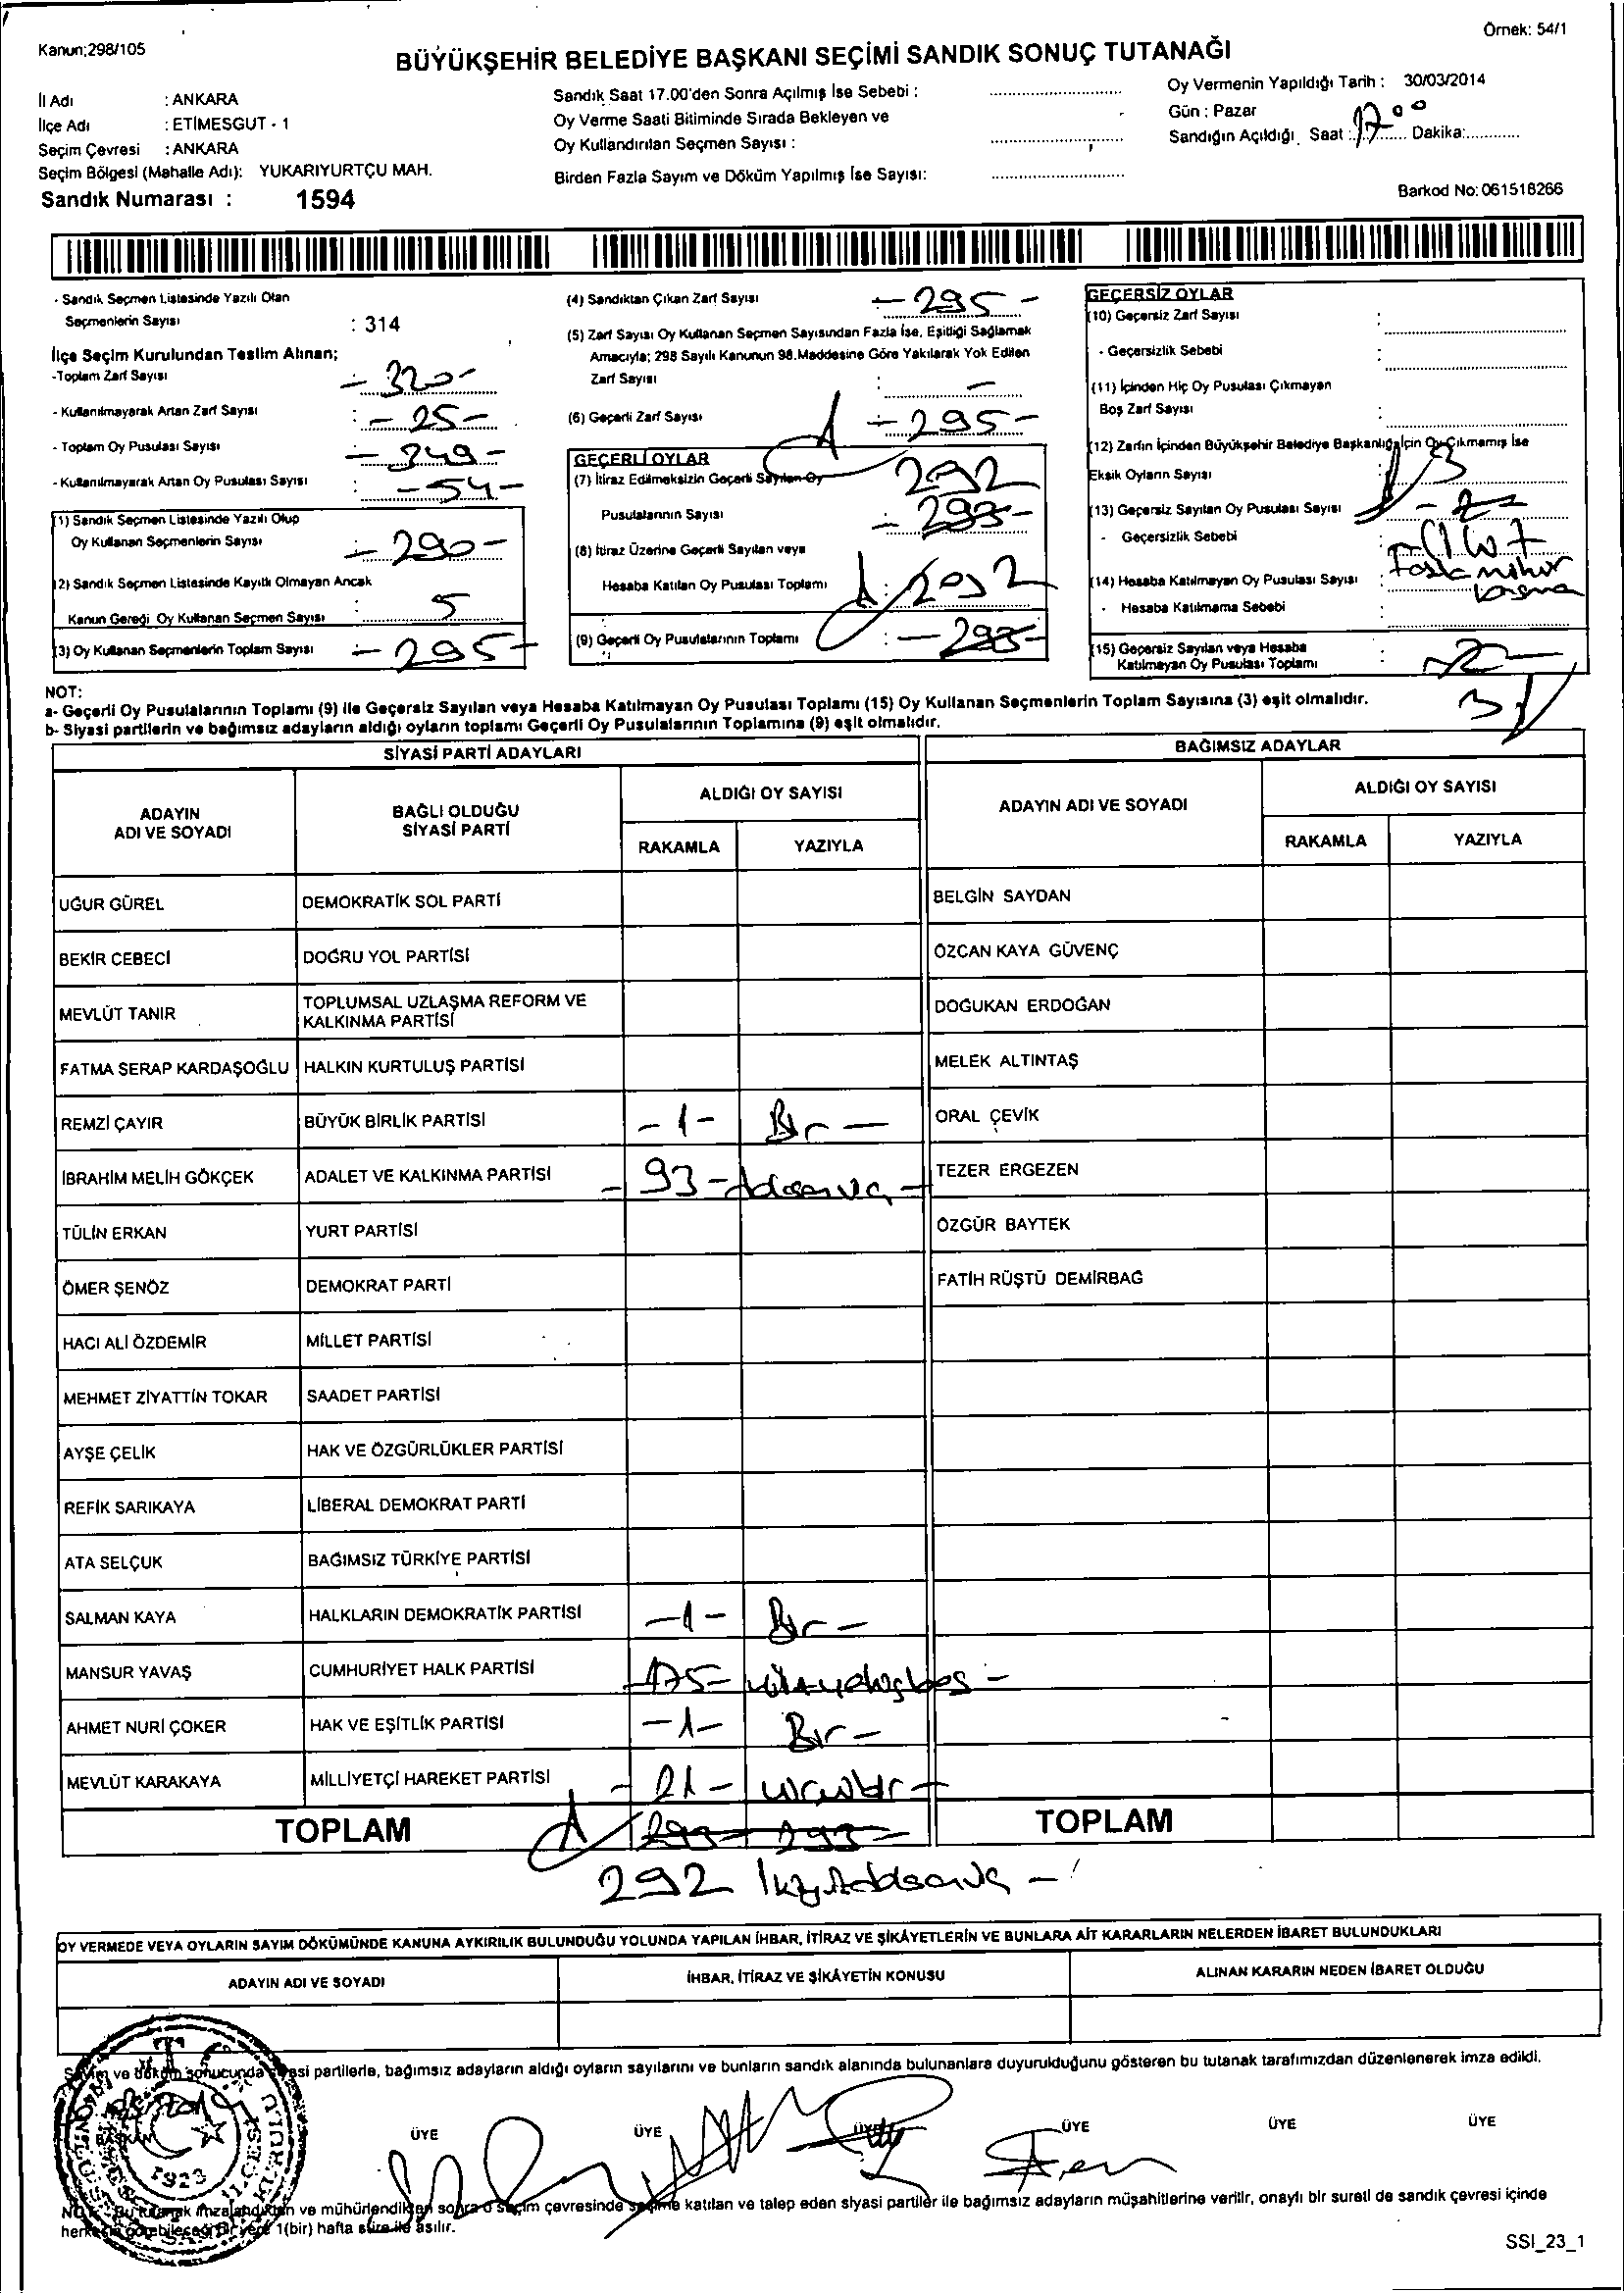 Kanun;298/105
Örnek: 54/1
BÜYÜKŞEHİR BELEDİYE BAŞKANI SEÇİMİ SANDIK SONUÇ TUTANAĞI
İl Adı : ANKARA
İlçe Adı : ETİMESGUT - 1
Seçim Çevresi : ANKARA
Seçim Bölgesi (Mahalle Adı): YUKARIYURTÇU MAH.
Sandık Numarası : 1594
Sandık Saat 17.00'den Sonra Açılmış İse Sebebi :
Oy Verme Saati Bitiminde Sırada Bekleyen ve
Oy Kullandırılan Seçmen Sayısı :
Birden Fazla Sayım ve Döküm Yapılmış İse Sayısı:
Oy Vermenin Yapıldığı Tarih : 30/03/2014
Gün : Pazar
Sandığın Açıldığı Saat : 17 00 Dakika:
Barkod No: 061518266
- Sandık Seçmen Listesinde Yazılı Olan
Seçmenlerin Sayısı : 314
İlçe Seçim Kurulundan Teslim Alınan;
-Toplam Zarf Sayısı - 320 -
- Kullanılmayarak Artan Zarf Sayısı : - 25 -
- Toplam Oy Pusulası Sayısı - 349 -
- Kullanılmayarak Artan Oy Pusulası Sayısı : - 54 -
(1) Sandık Seçmen Listesinde Yazılı Olup
Oy Kullanan Seçmenlerin Sayısı - 290 -
(2) Sandık Seçmen Listesinde Kayıtlı Olmayan Ancak
Kanun Gereği Oy Kullanan Seçmen Sayısı : 5
(3) Oy Kullanan Seçmenlerin Toplam Sayısı : - 295 -
(4) Sandıktan Çıkan Zarf Sayısı - 295 -
(5) Zarf Sayısı Oy Kullanan Seçmen Sayısından Fazla İse, Eşitliği Sağlamak
Amacıyla; 298 Sayılı Kanunun 98.Maddesine Göre Yakılarak Yok Edilen
Zarf Sayısı : -
(6) Geçerli Zarf Sayısı : - 295 -
GEÇERLİ OYLAR
(7) İtiraz Edilmeksizin Geçerli Sayılan Oy 292
Pusulalarının Sayısı - 293 -
(8) İtiraz Üzerine Geçerli Sayılan veya
Hesaba Katılan Oy Pusulası Toplamı : 292
(9) Geçerli Oy Pusulalarının Toplamı : - 293 -
GEÇERSİZ OYLAR
(10) Geçersiz Zarf Sayısı :
- Geçersizlik Sebebi :
(11) İçinden Hiç Oy Pusulası Çıkmayan
Boş Zarf Sayısı :
(12) Zarfın İçinden Büyükşehir Belediye Başkanlığı İçin Oy Çıkmamış İse
Eksik Oyların Sayısı :
3
(13) Geçersiz Sayılan Oy Pusulası Sayısı - 2 -
- Geçersizlik Sebebi :
(14) Hesaba Katılmayan Oy Pusulası Sayısı :
- Hesaba Katılmama Sebebi :
(15) Geçersiz Sayılan veya Hesaba
Katılmayan Oy Pusulası Toplamı : - 2 -
3
NOT:
a- Geçerli Oy Pusulalarının Toplamı (9) ile Geçersiz Sayılan veya Hesaba Katılmayan Oy Pusulası Toplamı (15) Oy Kullanan Seçmenlerin Toplam Sayısına (3) eşit olmalıdır.
b- Siyasi partilerin ve bağımsız adayların aldığı oyların toplamı Geçerli Oy Pusulalarının Toplamına (9) eşit olmalıdır.
SİYASİ PARTİ ADAYLARI
BAĞIMSIZ ADAYLAR
ADAYIN ADI VE SOYADI
BAĞLI OLDUĞU SİYASİ PARTİ
ALDIĞI OY SAYISI
RAKAMLA YAZIYLA
ADAYIN ADI VE SOYADI
ALDIĞI OY SAYISI
RAKAMLA YAZIYLA
UĞUR GÜREL DEMOKRATİK SOL PARTİ BELGİN SAYDAN
BEKİR CEBECİ DOĞRU YOL PARTİSİ ÖZCAN KAYA GÜVENÇ
MEVLÜT TANIR TOPLUMSAL UZLAŞMA REFORM VE KALKINMA PARTİSİ DOĞUKAN ERDOĞAN
FATMA SERAP KARDAŞOĞLU HALKIN KURTULUŞ PARTİSİ MELEK ALTINTAŞ
REMZİ ÇAYIR BÜYÜK BİRLİK PARTİSİ - 1 - Bir - ORAL ÇEVİK
İBRAHİM MELİH GÖKÇEK ADALET VE KALKINMA PARTİSİ - 93 - TEZER ERGEZEN
TÜLİN ERKAN YURT PARTİSİ ÖZGÜR BAYTEK
ÖMER ŞENÖZ DEMOKRAT PARTİ FATİH RÜŞTÜ DEMİRBAĞ
HACI ALİ ÖZDEMİR MİLLET PARTİSİ
MEHMET ZİYATTİN TOKAR SAADET PARTİSİ
AYŞE ÇELİK HAK VE ÖZGÜRLÜKLER PARTİSİ
REFİK SARIKAYA LİBERAL DEMOKRAT PARTİ
ATA SELÇUK BAĞIMSIZ TÜRKİYE PARTİSİ
SALMAN KAYA HALKLARIN DEMOKRATİK PARTİSİ - 1 - Bir -
MANSUR YAVAŞ CUMHURİYET HALK PARTİSİ - 175 -
AHMET NURİ ÇOKER HAK VE EŞİTLİK PARTİSİ - 1 - Bir -
MEVLÜT KARAKAYA MİLLİYETÇİ HAREKET PARTİSİ - 21 -
TOPLAM 293 - 293 - TOPLAM
292
OY VERMEDE VEYA OYLARIN SAYIM DÖKÜMÜNDE KANUNA AYKIRILIK BULUNDUĞU YOLUNDA YAPILAN İHBAR, İTİRAZ VE ŞİKÂYETLERİN VE BUNLARA AİT KARARLARIN NELERDEN İBARET BULUNDUKLARI
ADAYIN ADI VE SOYADI İHBAR, İTİRAZ VE ŞİKÂYETİN KONUSU ALINAN KARARIN NEDEN İBARET OLDUĞU
Sayım ve döküm sonucunda siyasi partilerle, bağımsız adayların aldığı oyların sayılarını ve bunların sandık alanında bulunanlara duyurulduğunu gösteren bu tutanak tarafımızdan düzenlenerek imza edildi.
BAŞKAN ÜYE ÜYE ÜYE ÜYE ÜYE ÜYE
T C
1923
NOT: Bu tutanak imzalandıktan ve mühürlendikten sonra o seçim çevresinde seçime katılan ve talep eden siyasi partiler ile bağımsız adayların müşahitlerine verilir, onaylı bir sureti de sandık çevresi içinde
herkesin görebileceği bir yere 1(bir) hafta süre ile asılır.
SSI_23_1